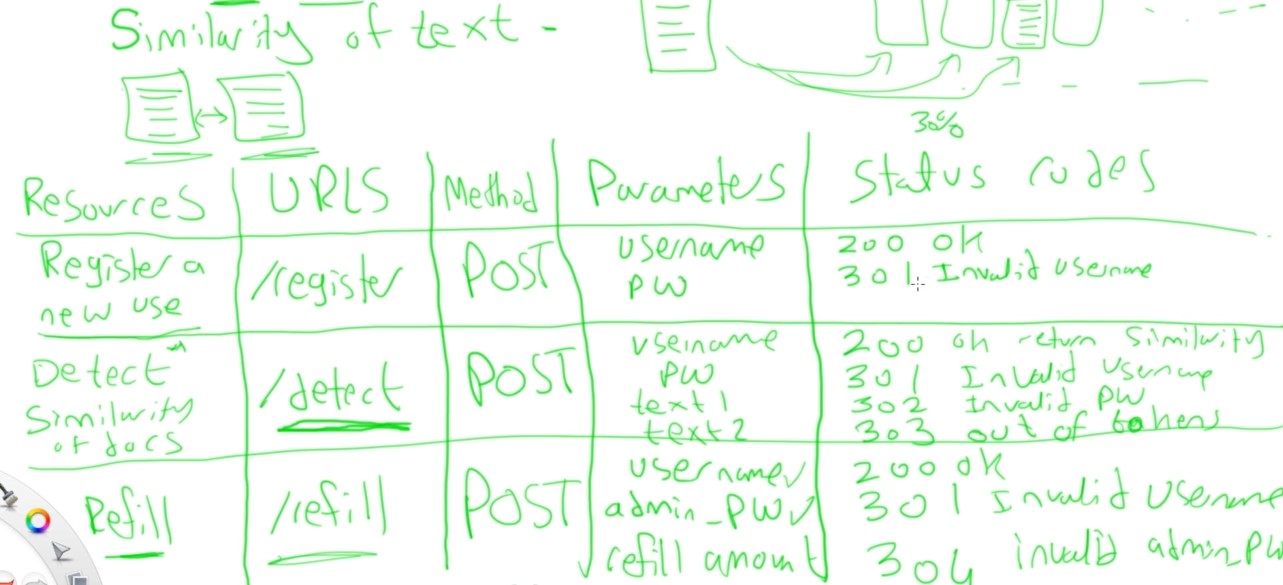 Similarity of text -
30%
Resources URLS Method Parameters Status codes
Register a
new use
/register
POST
username
PW
200 ok
301 Invalid username
Detect
Similarity
of docs
/detect
POST
username
PW
text1
text2
200 ok return similarity
301 Invalid username
302 Invalid PW
303 out of tokens
Refill
/refill
POST
username
admin_PW
refill amount
200 ok
301 Invalid Username
304 invalid admin_PW